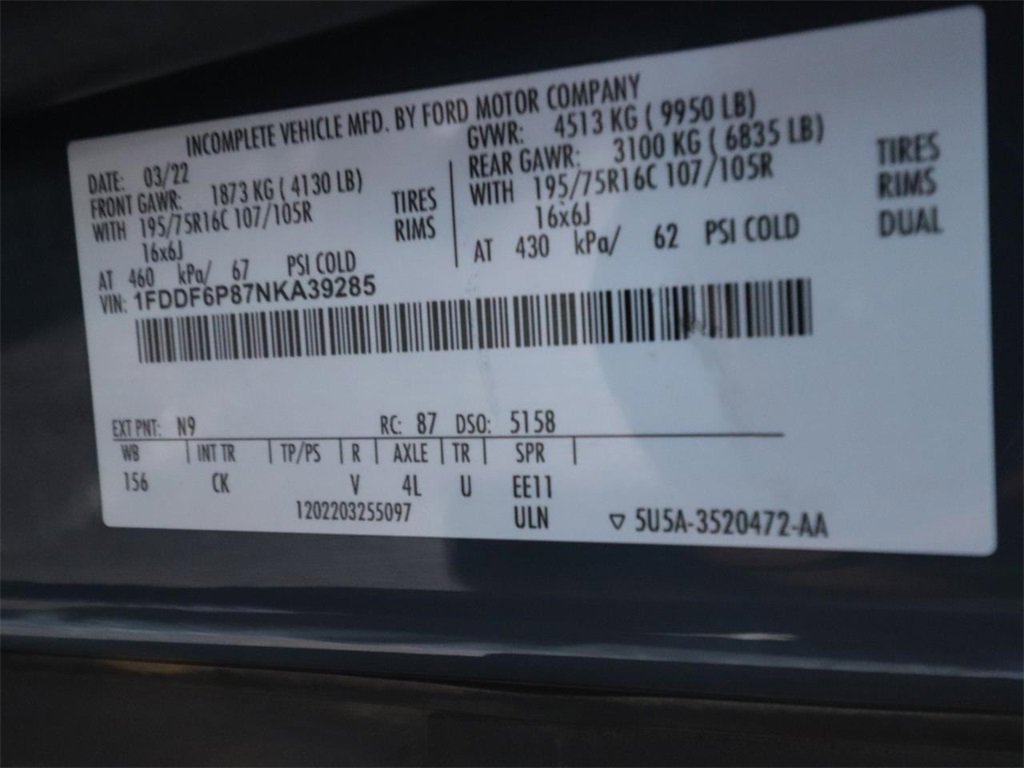 INCOMPLETE VEHICLE MFD. BY FORD MOTOR COMPANY
DATE: 03/22
FRONT GAWR: 1873 KG ( 4130 LB)
WITH 195/75R16C 107/105R TIRES
16x6J RIMS
AT 460 kPa/ 67 PSI COLD
GVWR: 4513 KG ( 9950 LB)
REAR GAWR: 3100 KG ( 6835 LB)
WITH 195/75R16C 107/105R TIRES
16x6J RIMS
AT 430 kPa/ 62 PSI COLD DUAL
VIN: 1FDDF6P87NKA39285
EXT PNT: N9 RC: 87 DSO: 5158
WB INT TR TP/PS R AXLE TR SPR
156 CK V 4L U EE11
1202203255097 ULN ▽ 5U5A-3520472-AA